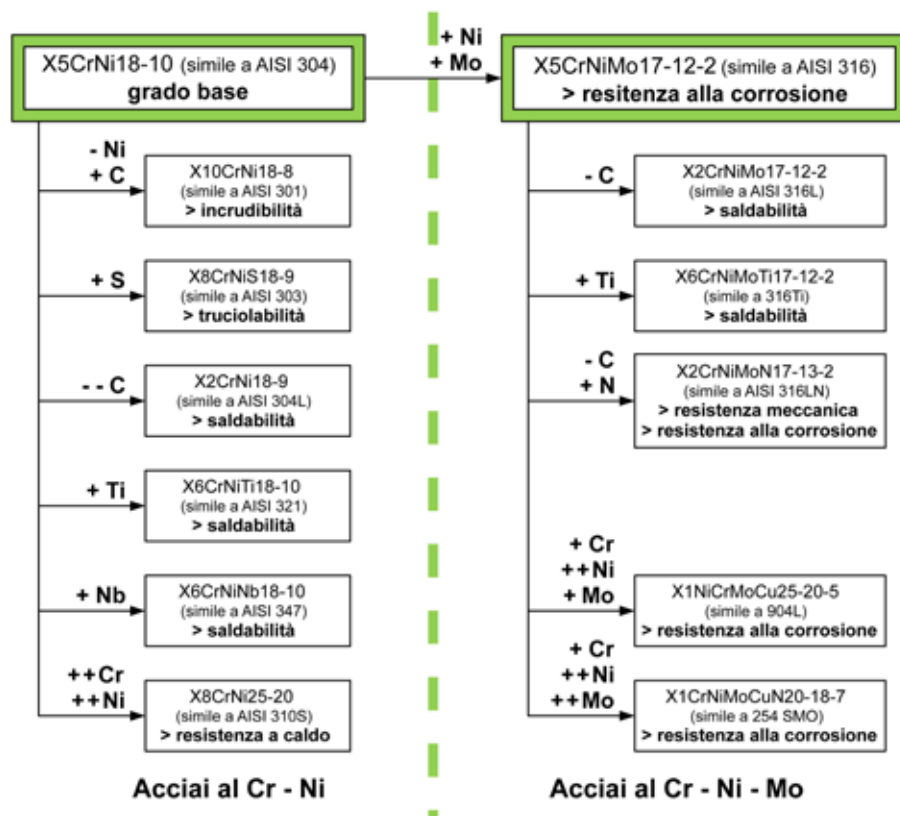 X5CrNi18-10 (simile a AISI 304)
grado base
+ Ni
+ Mo
X5CrNiMo17-12-2 (simile a AISI 316)
> resitenza alla corrosione
- Ni
+ C
X10CrNi18-8
(simile a AISI 301)
> incrudibilità
+ S
X8CrNiS18-9
(simile a AISI 303)
> truciolabilità
- - C
X2CrNi18-9
(simile a AISI 304L)
> saldabilità
+ Ti
X6CrNiTi18-10
(simile a AISI 321)
> saldabilità
+ Nb
X6CrNiNb18-10
(simile a AISI 347)
> saldabilità
++Cr
++Ni
X8CrNi25-20
(simile a AISI 310S)
> resistenza a caldo
Acciai al Cr - Ni
- C
X2CrNiMo17-12-2
(simile a AISI 316L)
> saldabilità
+ Ti
X6CrNiMoTi17-12-2
(simile a 316Ti)
> saldabilità
- C
+ N
X2CrNiMoN17-13-2
(simile a AISI 316LN)
> resistenza meccanica
> resistenza alla corrosione
+ Cr
++Ni
+ Mo
X1NiCrMoCu25-20-5
(simile a 904L)
> resistenza alla corrosione
+ Cr
++Ni
++Mo
X1CrNiMoCuN20-18-7
(simile a 254 SMO)
> resistenza alla corrosione
Acciai al Cr - Ni - Mo